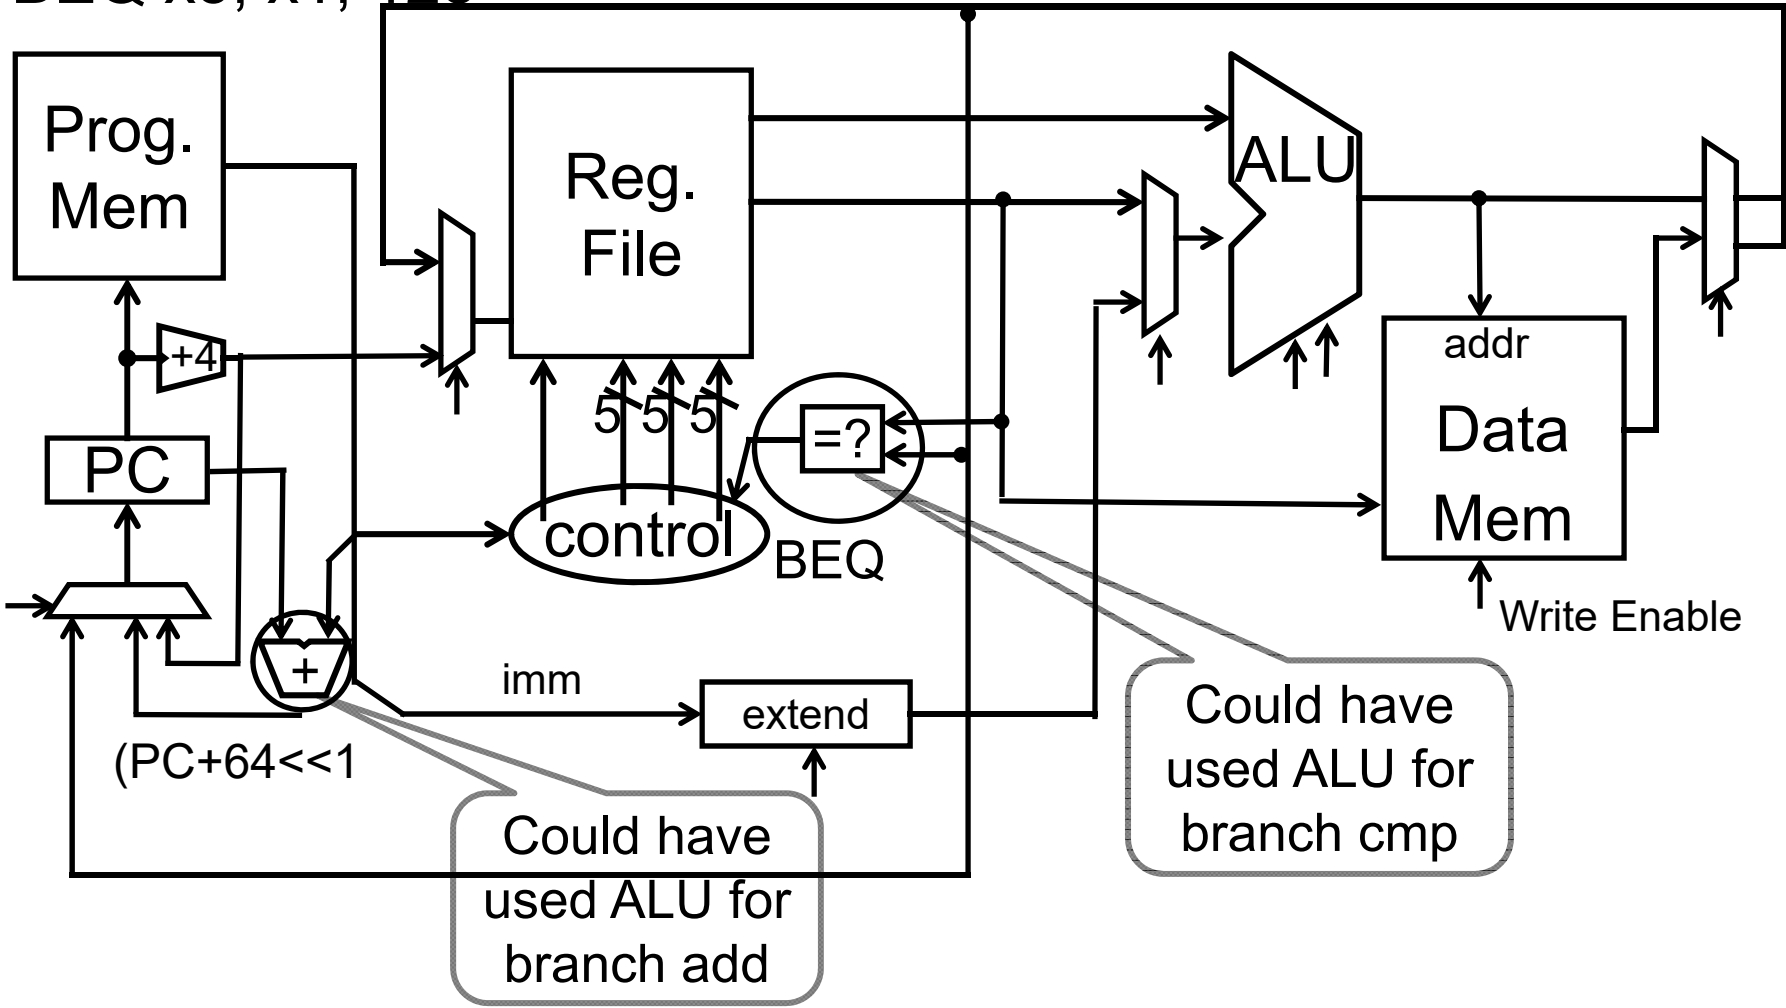 Prog.
Mem
Reg.
File
ALU
+4
addr
Data
Mem
5
5
5
=?
PC
control
BEQ
Write Enable
+
imm
extend
(PC+64<<1
Could have
used ALU for
branch cmp
Could have
used ALU for
branch add